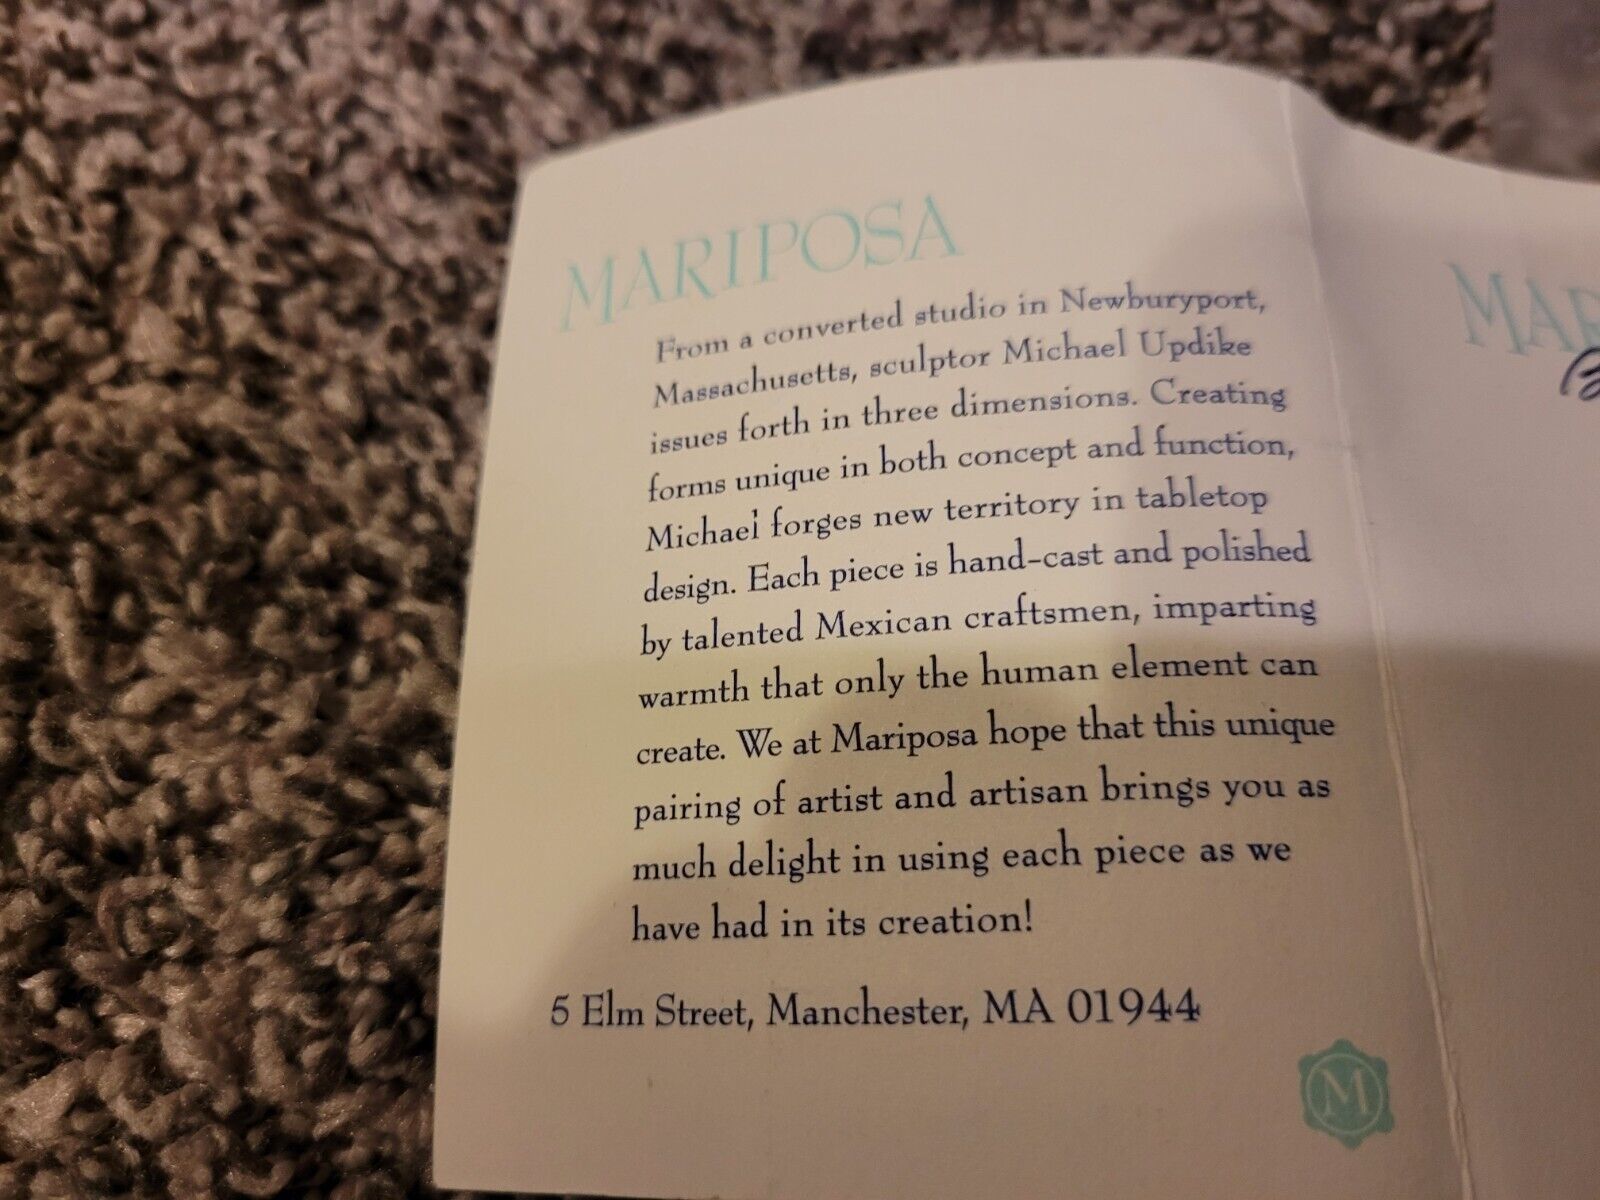 MARIPOSA
From a converted studio in Newburyport,
Massachusetts, sculptor Michael Updike
issues forth in three dimensions. Creating
forms unique in both concept and function,
Michael forges new territory in tabletop
design. Each piece is hand-cast and polished
by talented Mexican craftsmen, imparting
warmth that only the human element can
create. We at Mariposa hope that this unique
pairing of artist and artisan brings you as
much delight in using each piece as we
have had in its creation!
5 Elm Street, Manchester, MA 01944
M
MAR